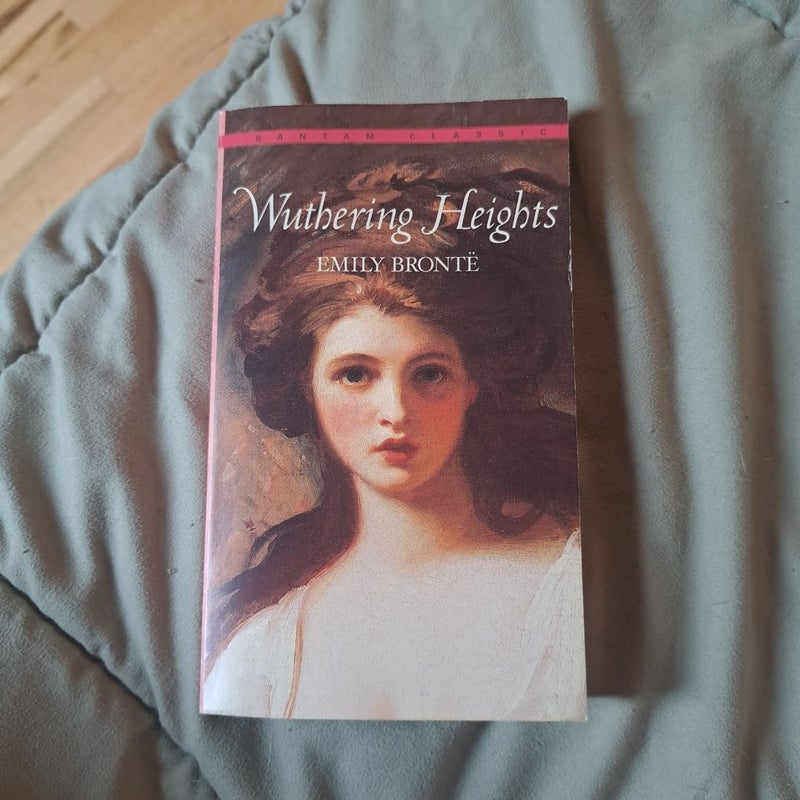 BANTAM CLASSIC
Wuthering Heights
EMILY BRONTË